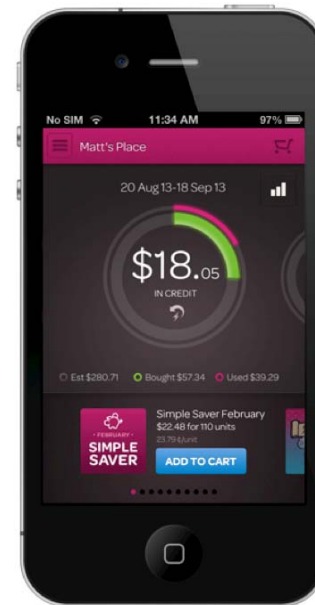 No SIM 11:34 AM 97%
Matt's Place
20 Aug 13-18 Sep 13
$18.05
IN CREDIT
Est $280.71 Bought $57.34 Used $39.29
Simple Saver February
$22.48 for 110 units
23.79 ¢/unit
ADD TO CART
• FEBRUARY •
SIMPLE
SAVER